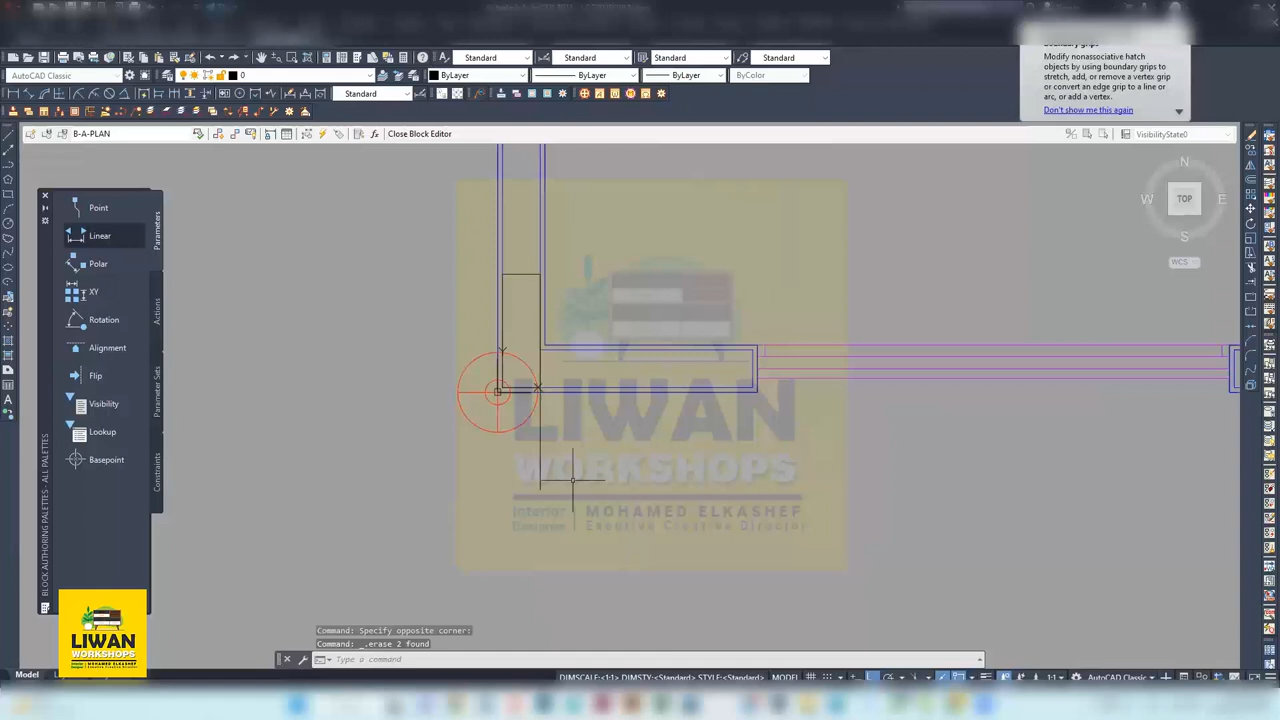 Standard
Standard
Standard
Standard
Modify nonassociative hatch
objects by using boundary grips to
stretch, add, or remove a vertex grip
or convert an edge grip to a line or
arc, or add a vertex.
Don't show me this again
AutoCAD Classic
0
ByLayer
ByLayer
ByLayer
ByColor
Standard
B-A-PLAN
Close Block Editor
VisibilityState0
N
W
TOP
E
S
WCS
Point
Linear
Polar
XY
Rotation
Alignment
Flip
Visibility
Lookup
Basepoint
Parameters
Actions
Parameter Sets
Constraints
BLOCK AUTHORING PALETTES - ALL PALETTES
LIWAN
WORKSHOPS
Interior
Designer
MOHAMED ELKASHEF
Executive Creative Director
LIWAN
WORKSHOPS
MOHAMED ELKASHEF
Command: Specify opposite corner:
Command: _.erase 2 found
Type a command
Model
DIMSCALE:<1:1> DIMSTY:<Standard> STYLE:<Standard>
MODEL
1:1
AutoCAD Classic